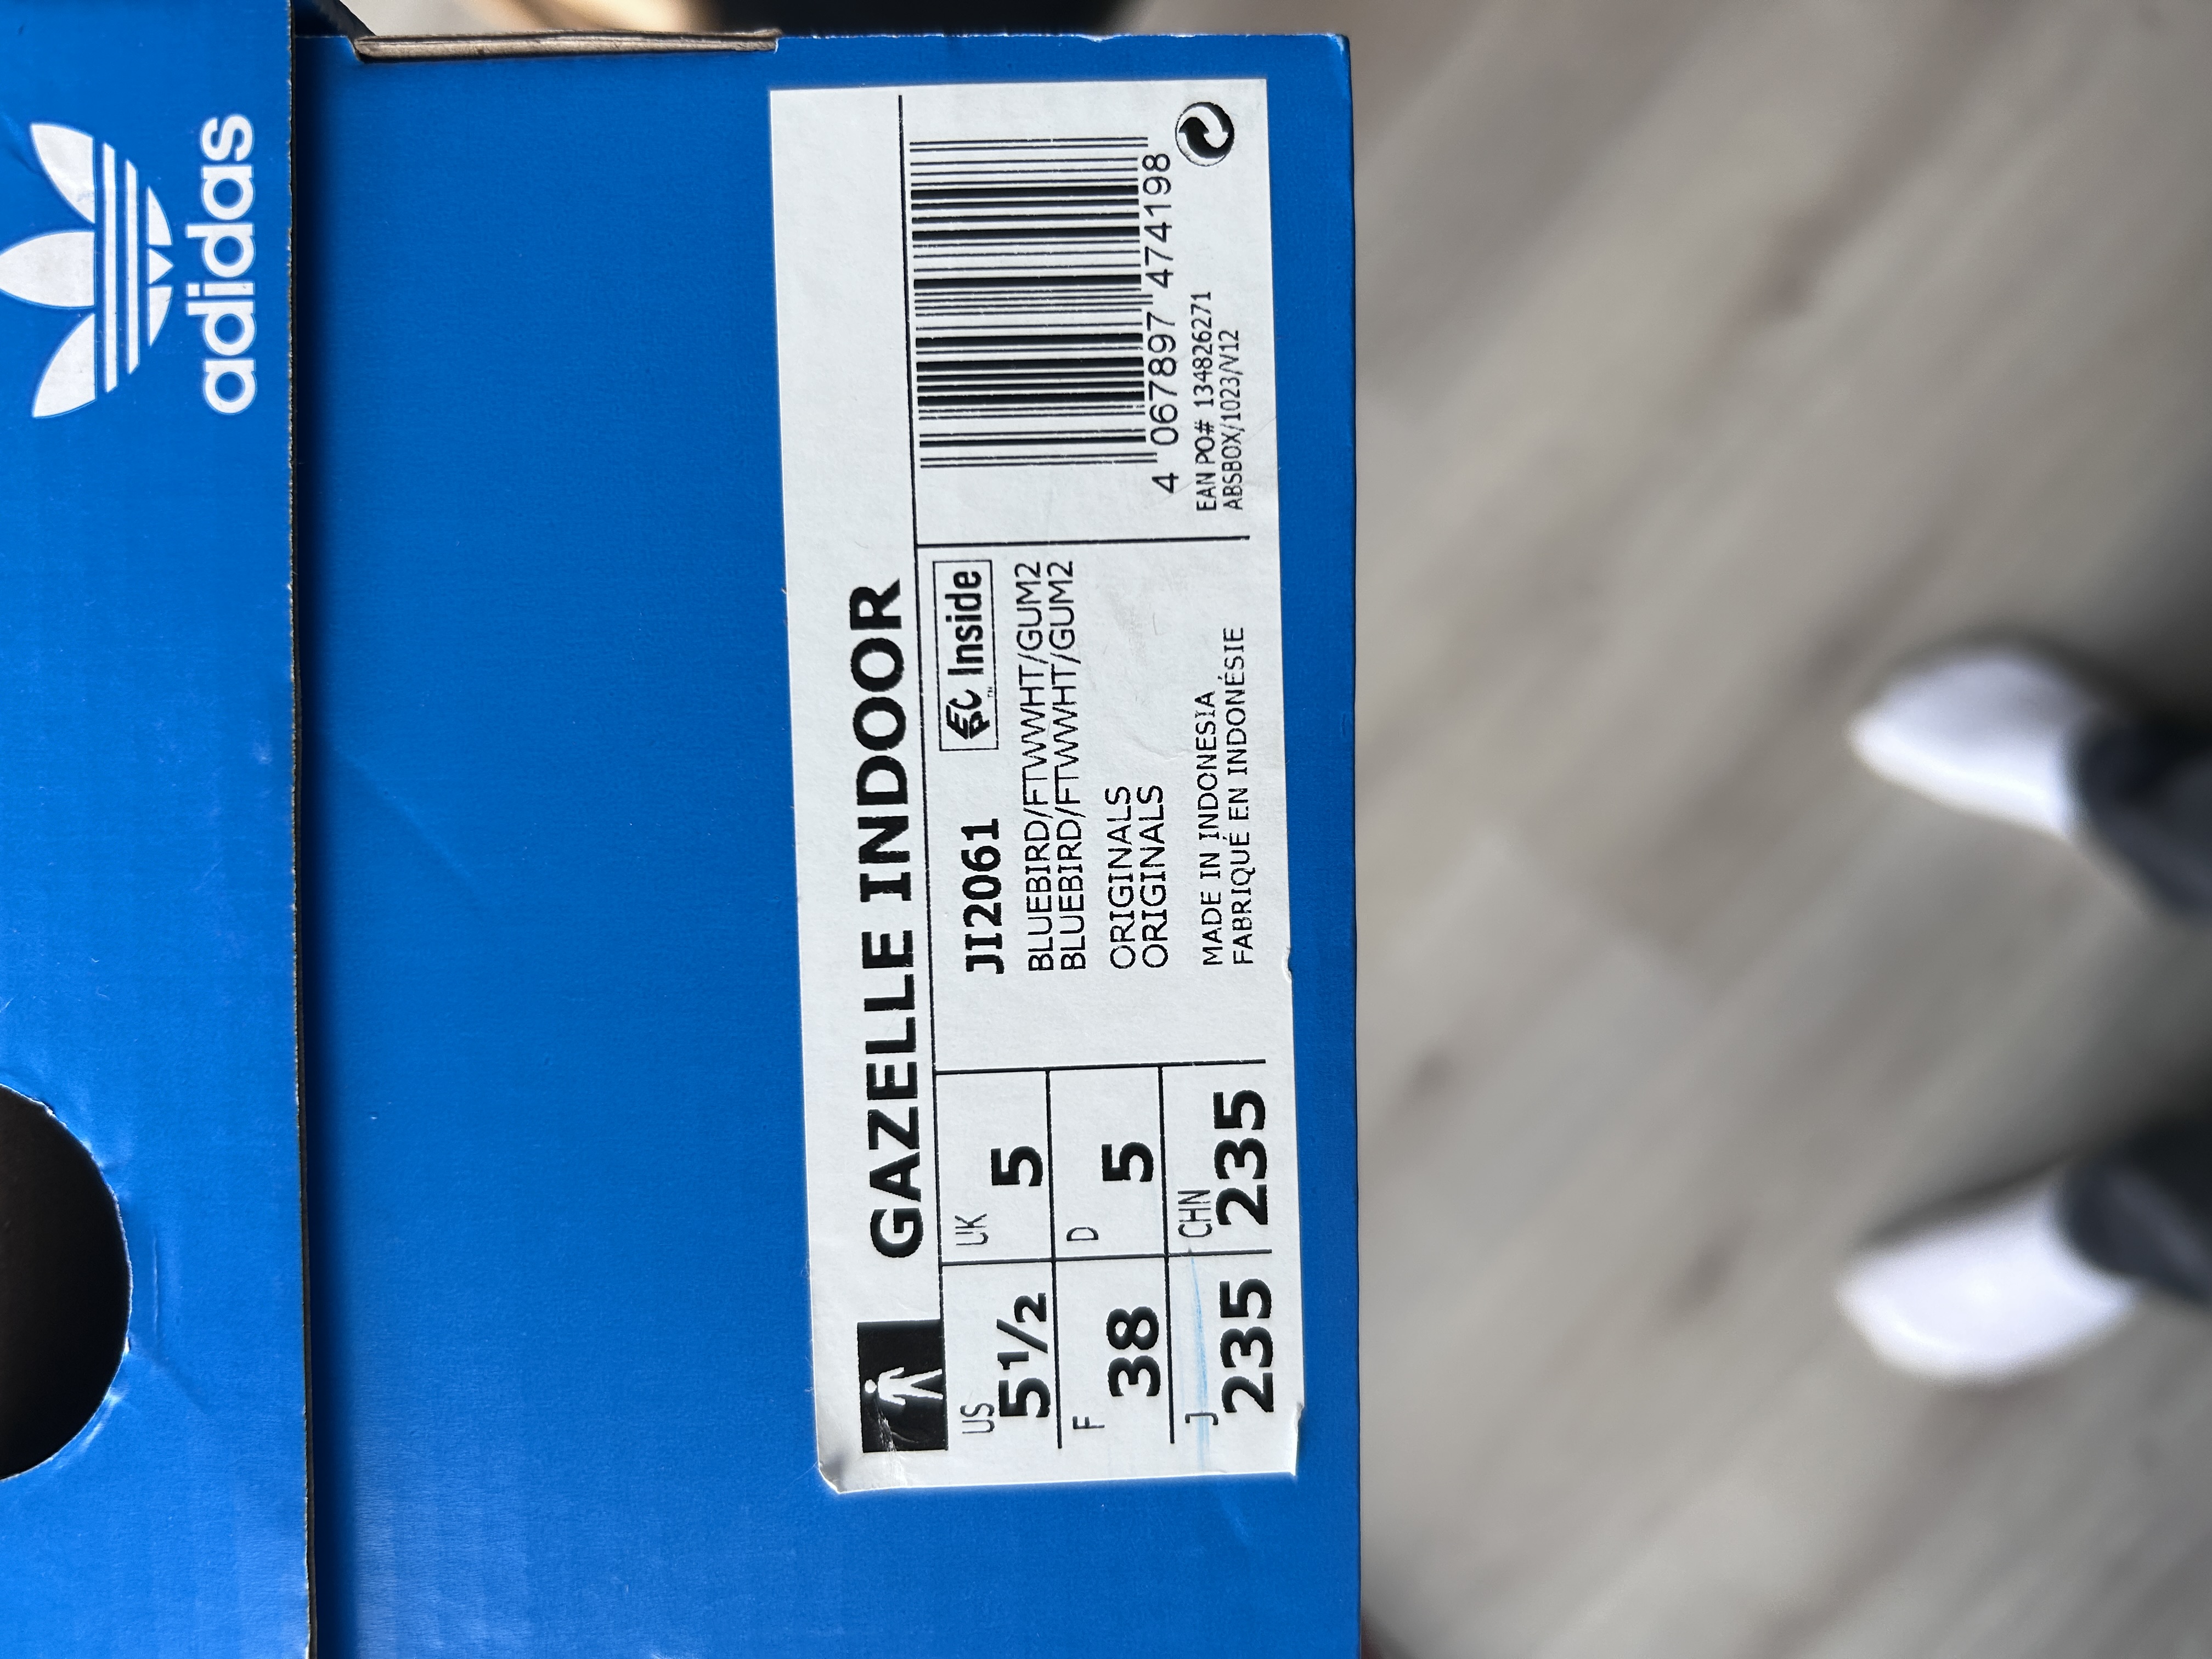 adidas
GAZELLE INDOOR
US
5½
UK
5
F
38
D
5
J
235
CHN
235
JI2061
EPC Inside
TM
BLUEBIRD/FTWWHT/GUM2
BLUEBIRD/FTWWHT/GUM2
ORIGINALS
ORIGINALS
MADE IN INDONESIA
FABRIQUÉ EN INDONÉSIE
4 067897 474198
EAN PO# 134826271
ABSBOX/1023/V12